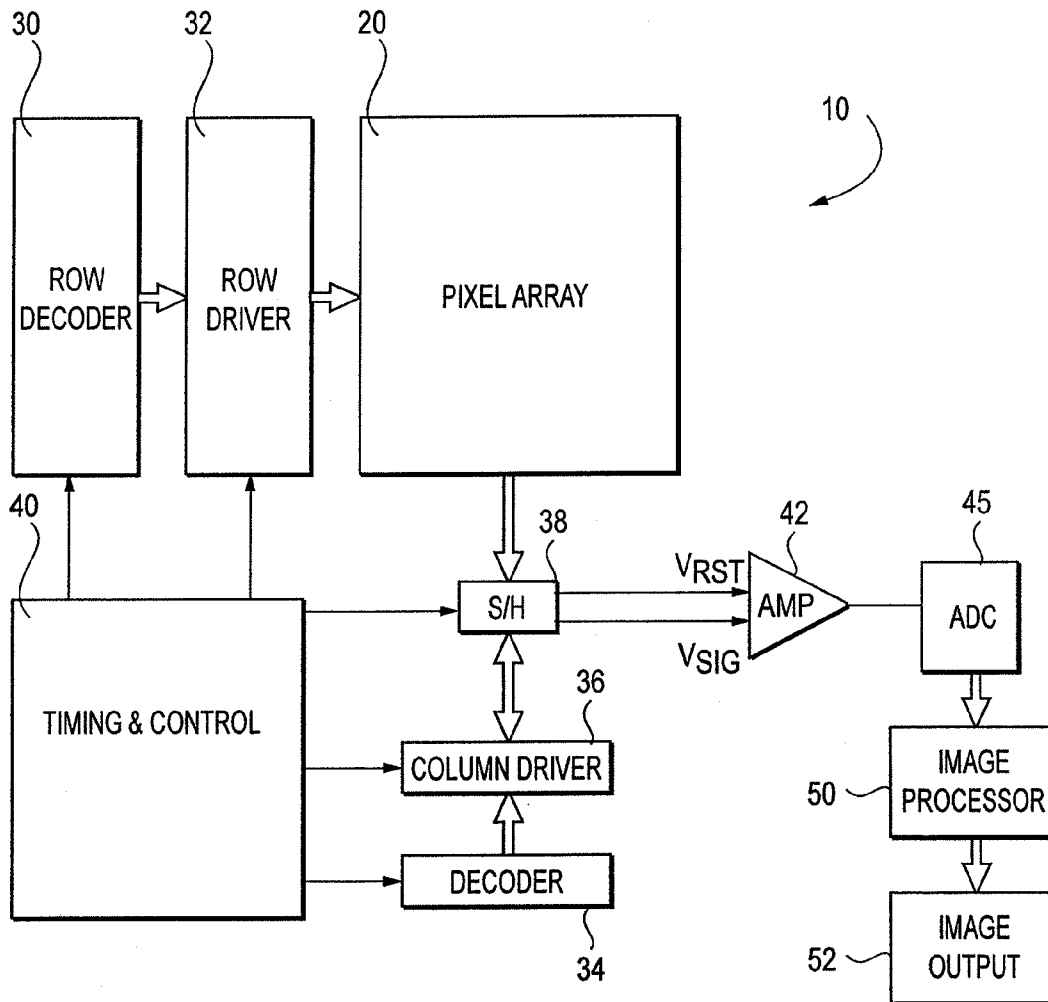 30
32
20
10
ROW
DECODER
ROW
DRIVER
PIXEL ARRAY
40
38
42
45
VRST
S/H
AMP
ADC
VSIG
TIMING & CONTROL
36
COLUMN DRIVER
50
IMAGE
PROCESSOR
DECODER
34
52
IMAGE
OUTPUT